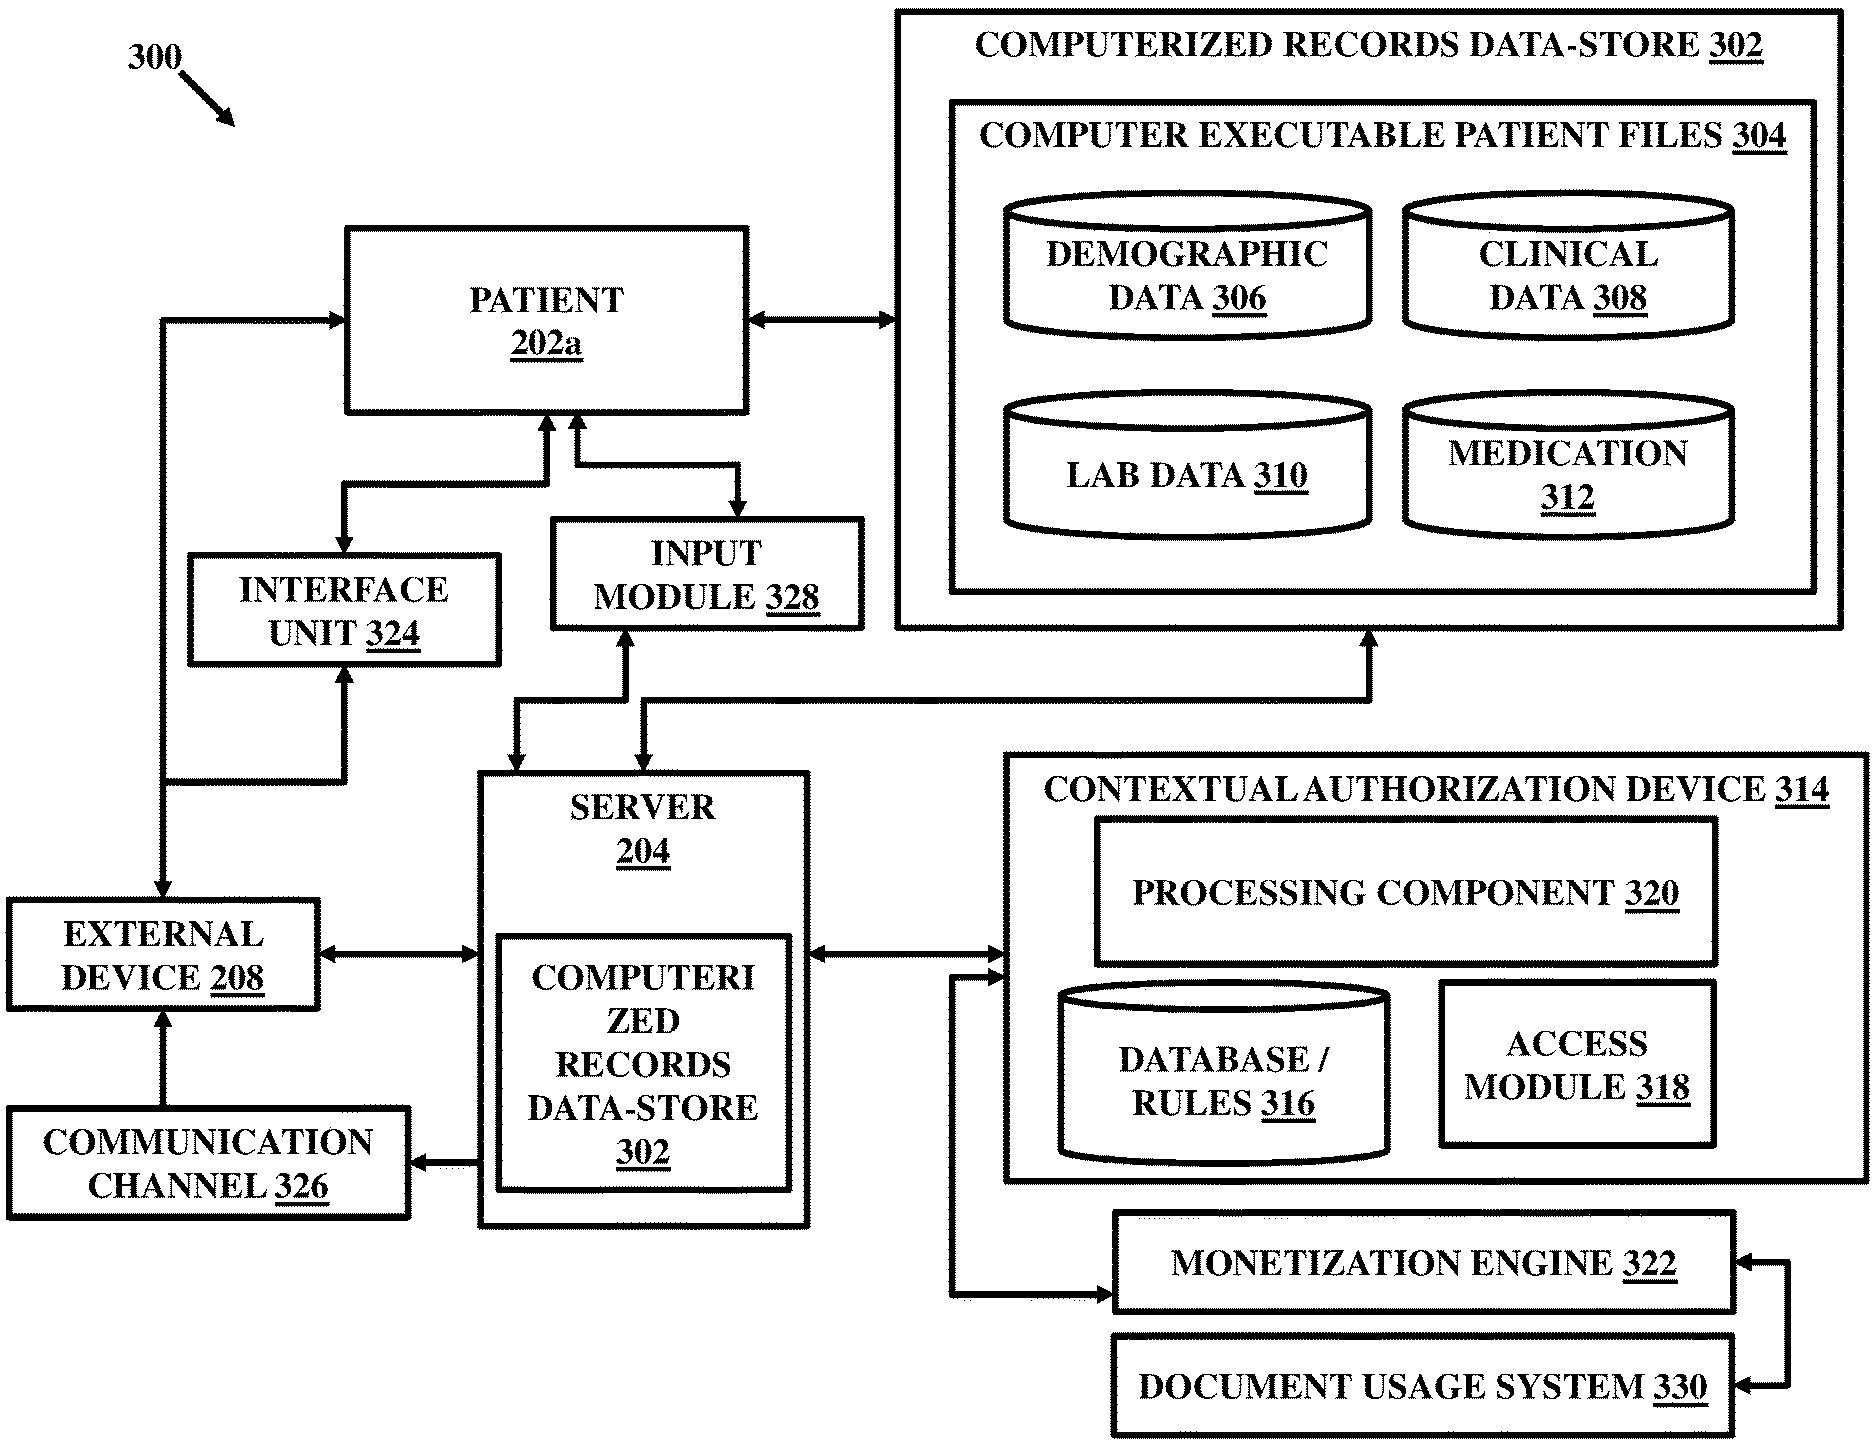 300
COMPUTERIZED RECORDS DATA-STORE 302
COMPUTER EXECUTABLE PATIENT FILES 304
DEMOGRAPHIC
DATA 306
CLINICAL
DATA 308
PATIENT
202a
LAB DATA 310
MEDICATION
312
INPUT
MODULE 328
INTERFACE
UNIT 324
SERVER
204
CONTEXTUAL AUTHORIZATION DEVICE 314
PROCESSING COMPONENT 320
EXTERNAL
DEVICE 208
COMPUTERI
ZED
RECORDS
DATA-STORE
302
DATABASE /
RULES 316
ACCESS
MODULE 318
COMMUNICATION
CHANNEL 326
MONETIZATION ENGINE 322
DOCUMENT USAGE SYSTEM 330